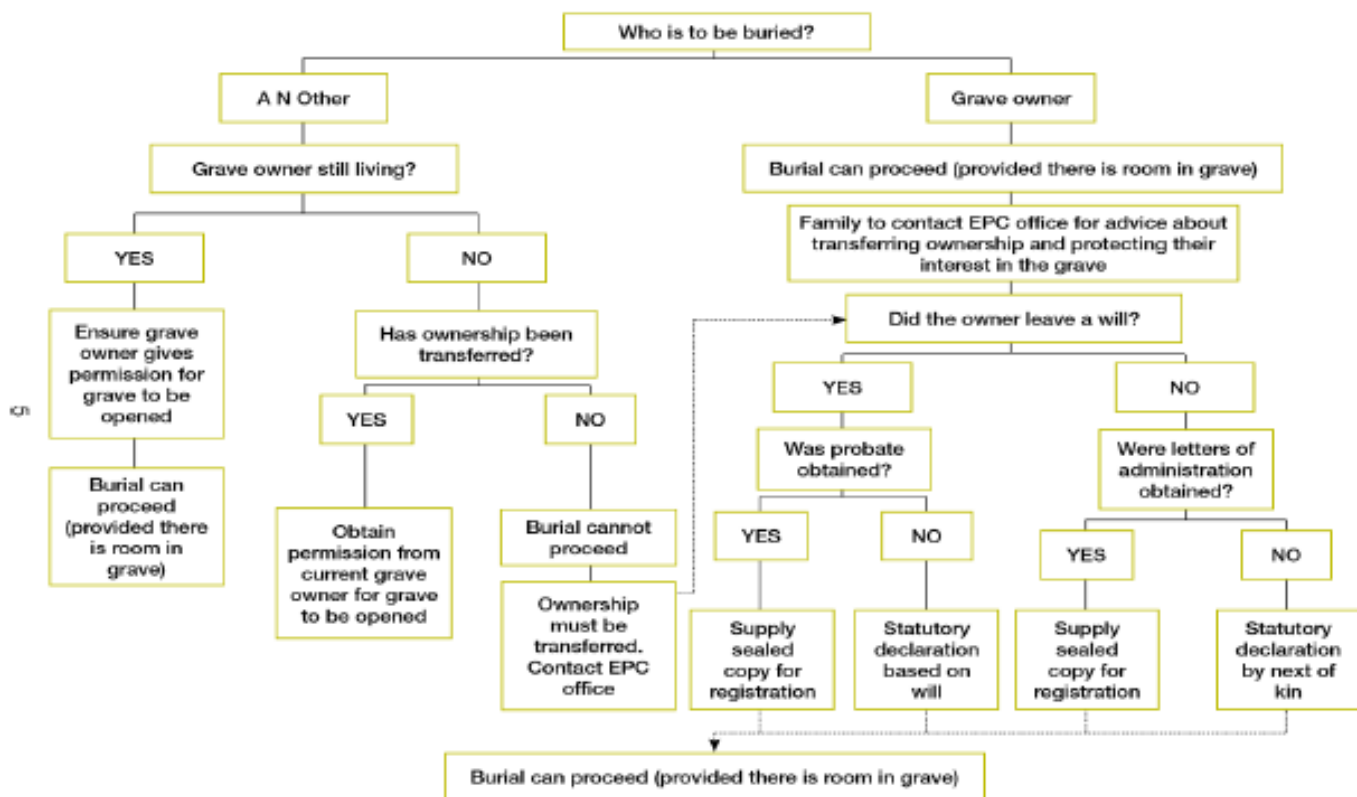 Who is to be buried?
A N Other
Grave owner
Grave owner still living?
Burial can proceed (provided there is room in grave)
Family to contact EPC office for advice about
transferring ownership and protecting their
interest in the grave
YES
NO
Ensure grave
owner gives
permission for
grave to be
opened
Has ownership been
transferred?
Did the owner leave a will?
YES
NO
YES
NO
Burial can
proceed
(provided there
is room in
grave)
Obtain
permission from
current grave
owner for grave
to be opened
Burial cannot
proceed
Ownership
must be
transferred.
Contact EPC
office
Was probate
obtained?
Were letters of
administration
obtained?
YES
NO
YES
NO
Supply
sealed
copy for
registration
Statutory
declaration
based on
will
Supply
sealed
copy for
registration
Statutory
declaration
by next of
kin
Burial can proceed (provided there is room in grave)
5